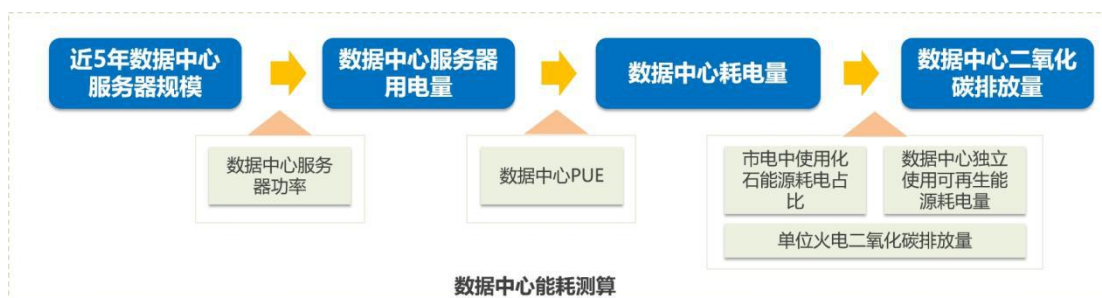 近5年数据中心
服务器规模
数据中心服务器
用电量
数据中心耗电量
数据中心二氧化
碳排放量
数据中心服务
器功率
数据中心PUE
市电中使用化
石能源耗电占
比
数据中心独立
使用可再生能
源耗电量
单位火电二氧化碳排放量
数据中心能耗测算